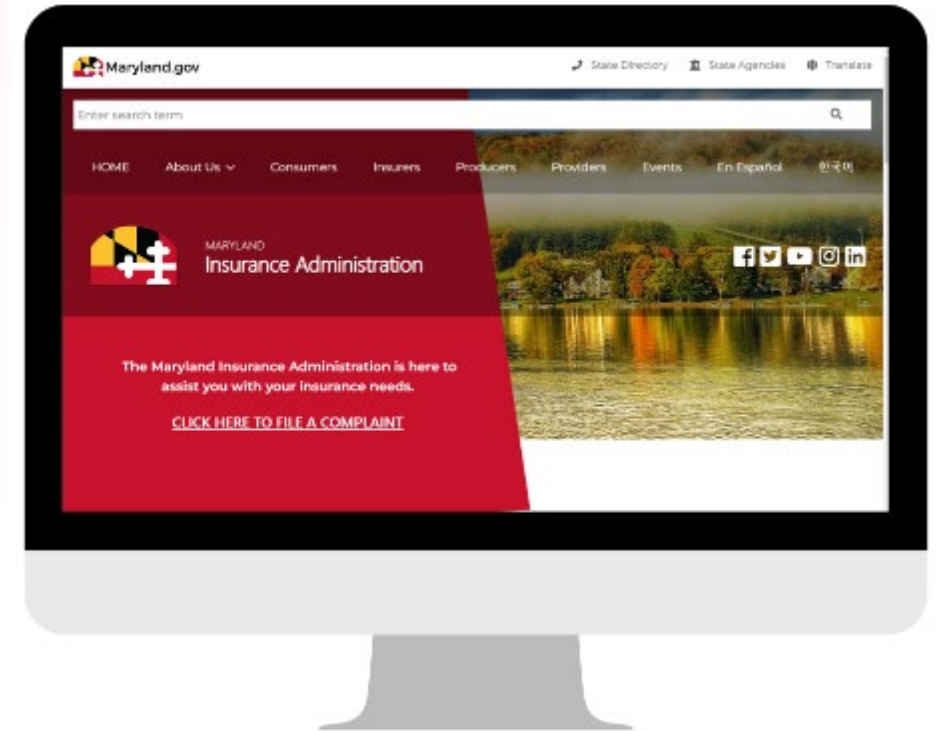 Maryland.gov
State Directory
State Agencies
Translate
Enter search term
HOME
About Us
Consumers
Insurers
Producers
Providers
Events
En Español
한국어
MARYLAND
Insurance Administration
The Maryland Insurance Administration is here to
assist you with your insurance needs.
CLICK HERE TO FILE A COMPLAINT